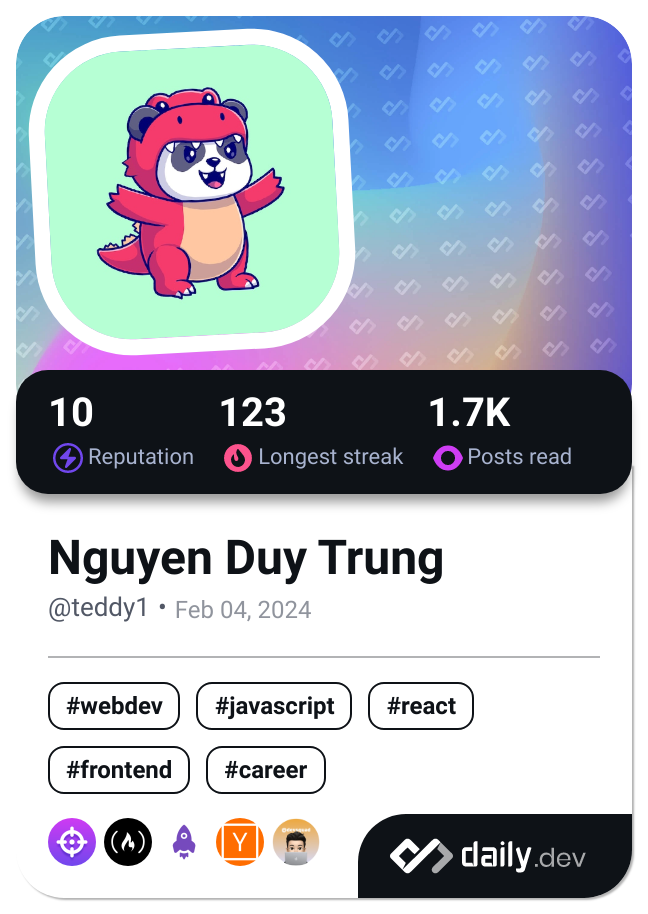 10 123 1.7K
Reputation Longest streak Posts read
Nguyen Duy Trung
@teddy1 • Feb 04, 2024
#webdev #javascript #react
#frontend #career
Y
daily.dev